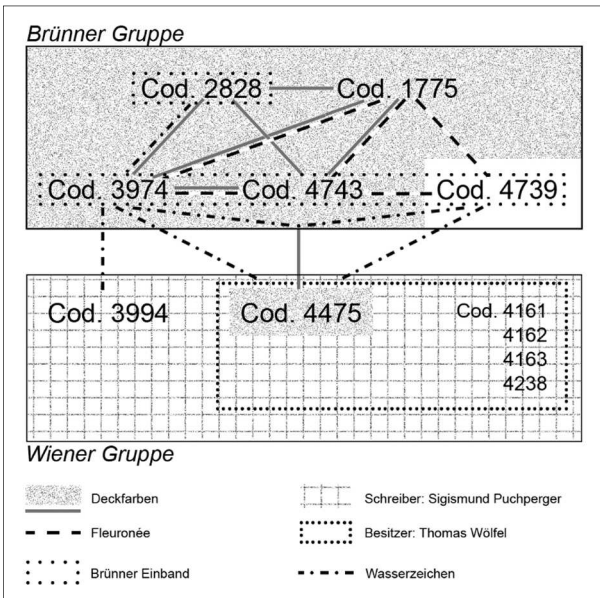 Brünner Gruppe
Cod. 2828 Cod. 1775
Cod. 3974 Cod. 4743 Cod. 4739
Cod. 3994 Cod. 4475 Cod. 4161
4162
4163
4238
Wiener Gruppe
Deckfarben Schreiber: Sigismund Puchperger
Fleuronée Besitzer: Thomas Wölfel
Brünner Einband Wasserzeichen